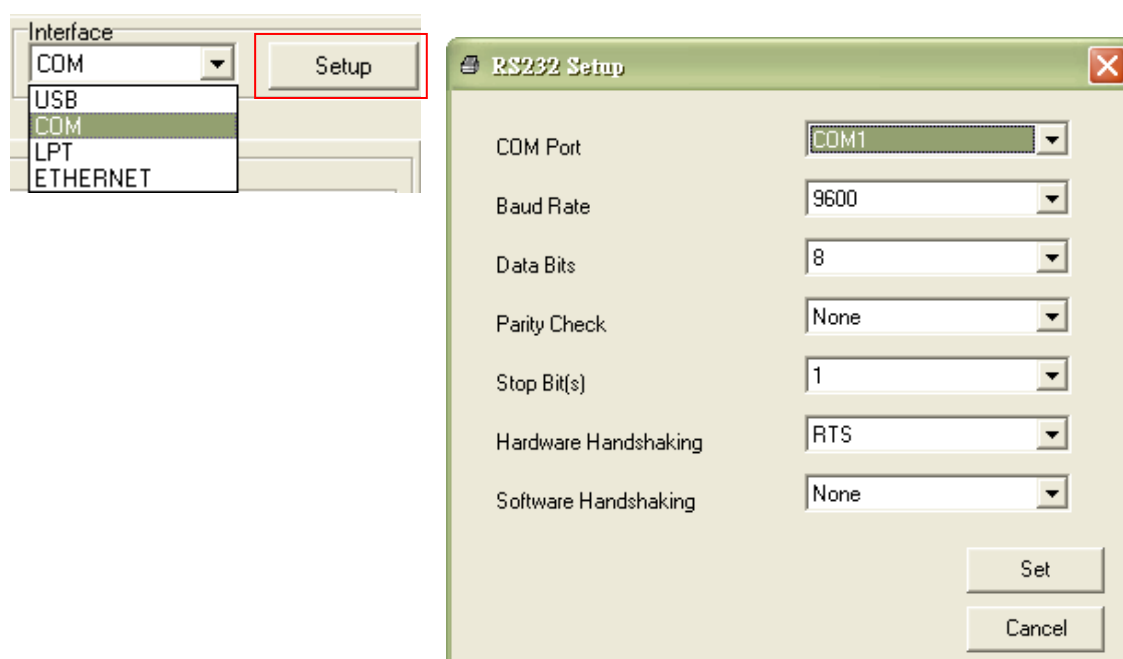 Interface
COM
Setup
USB
COM
LPT
ETHERNET
RS232 Setup
COM Port
COM1
Baud Rate
9600
Data Bits
8
Parity Check
None
Stop Bit(s)
1
Hardware Handshaking
RTS
Software Handshaking
None
Set
Cancel